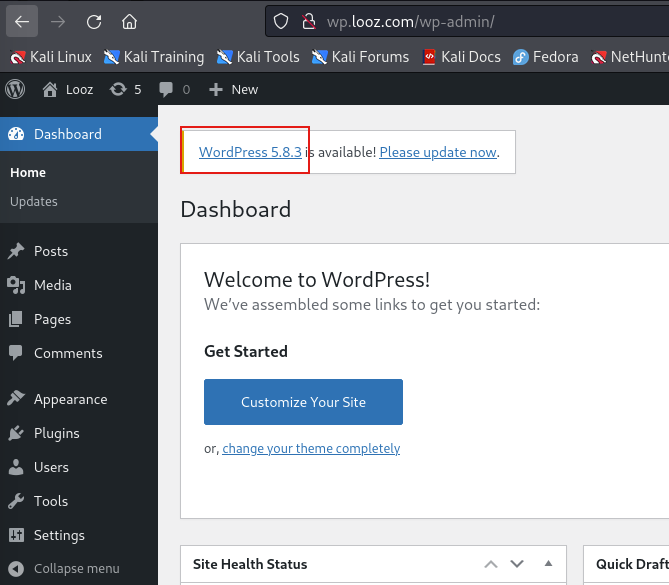 wp.looz.com/wp-admin/
Kali Linux Kali Training Kali Tools Kali Forums Kali Docs Fedora NetHunt
Looz 5 0 New
Dashboard
Home
Updates
Posts
Media
Pages
Comments
Appearance
Plugins
Users
Tools
Settings
Collapse menu
WordPress 5.8.3 is available! Please update now.
Dashboard
Welcome to WordPress!
We've assembled some links to get you started:
Get Started
Customize Your Site
or, change your theme completely
Site Health Status
Quick Draft